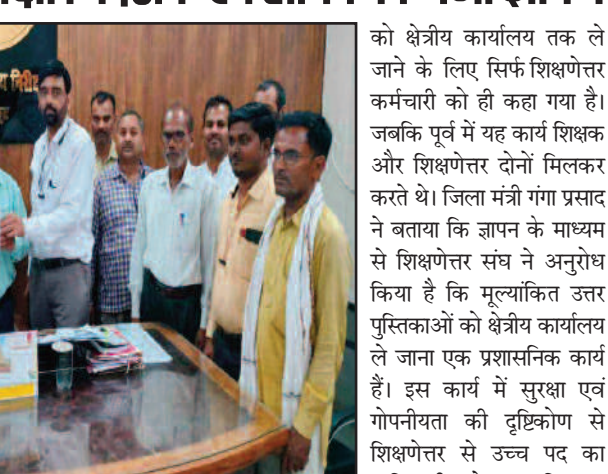 को क्षेत्रीय कार्यालय तक ले
जाने के लिए सिर्फ शिक्षणेत्तर
कर्मचारी को ही कहा गया है।
जबकि पूर्व में यह कार्य शिक्षक
और शिक्षणेत्तर दोनों मिलकर
करते थे। जिला मंत्री गंगा प्रसाद
ने बताया कि ज्ञापन के माध्यम
से शिक्षणेत्तर संघ ने अनुरोध
किया है कि मूल्यांकित उत्तर
पुस्तिकाओं को क्षेत्रीय कार्यालय
ले जाना एक प्रशासनिक कार्य
हैं। इस कार्य में सुरक्षा एवं
गोपनीयता की दृष्टिकोण से
शिक्षणेत्तर से उच्च पद का